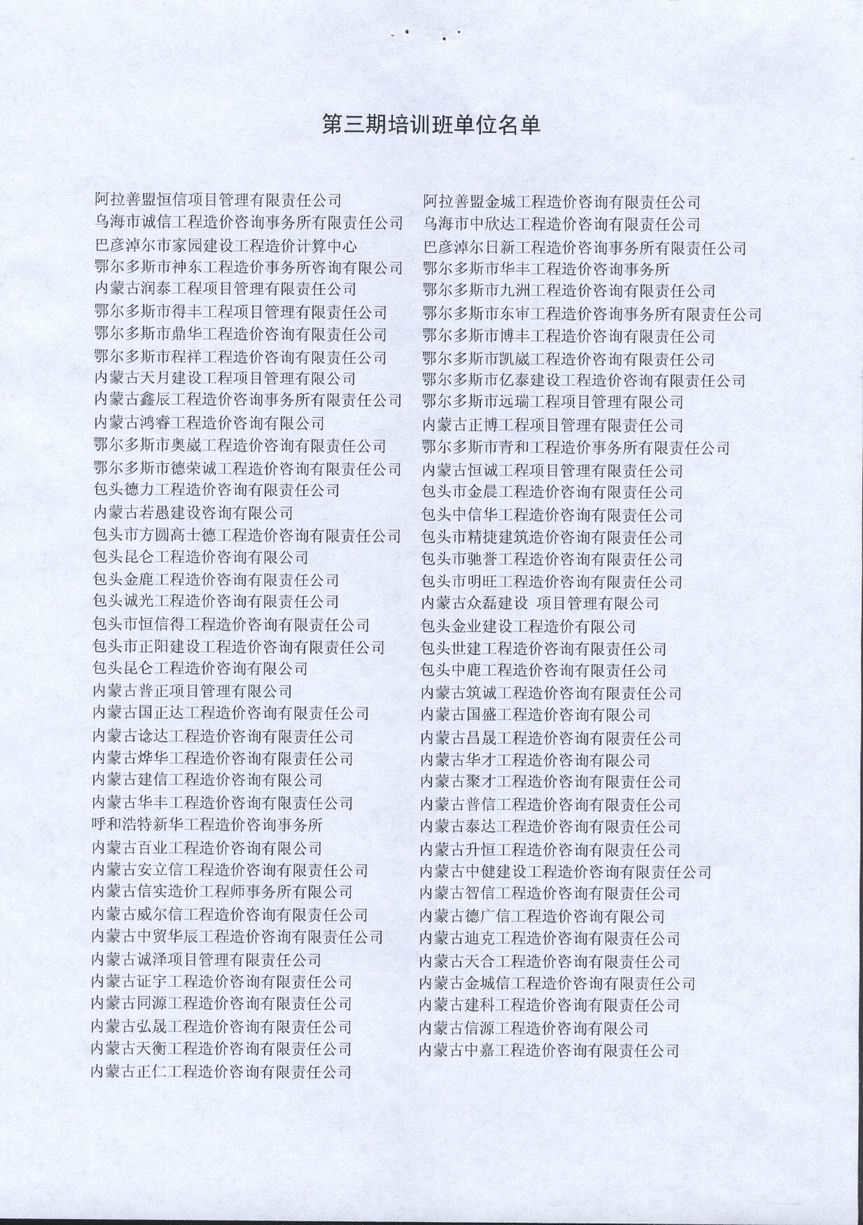 第三期培训班单位名单
阿拉善盟恒信项目管理有限责任公司 阿拉善盟金城工程造价咨询有限责任公司
乌海市诚信工程造价咨询事务所有限责任公司 乌海市中欣达工程造价咨询有限责任公司
巴彦淖尔市家园建设工程造价计算中心 巴彦淖尔日新工程造价咨询事务所有限责任公司
鄂尔多斯市神东工程造价事务所咨询有限公司 鄂尔多斯市华丰工程造价咨询事务所
内蒙古润泰工程项目管理有限责任公司 鄂尔多斯市九洲工程造价咨询有限责任公司
鄂尔多斯市得丰工程项目管理有限责任公司 鄂尔多斯市东审工程造价咨询事务所有限责任公司
鄂尔多斯市鼎华工程造价咨询有限责任公司 鄂尔多斯市博丰工程造价咨询有限责任公司
鄂尔多斯市程祥工程造价咨询有限责任公司 鄂尔多斯市凯崴工程造价咨询有限责任公司
内蒙古天月建设工程项目管理有限公司 鄂尔多斯市亿泰建设工程造价咨询有限责任公司
内蒙古鑫辰工程造价咨询事务所有限责任公司 鄂尔多斯市远瑞工程项目管理有限公司
内蒙古鸿睿工程造价咨询有限公司 内蒙古正博工程项目管理有限责任公司
鄂尔多斯市奥崴工程造价咨询有限责任公司 鄂尔多斯市青和工程造价事务所有限责任公司
鄂尔多斯市德荣诚工程造价咨询有限责任公司 内蒙古恒诚工程项目管理有限责任公司
包头德力工程造价咨询有限责任公司 包头市金晨工程造价咨询有限责任公司
内蒙古若愚建设咨询有限公司 包头中信华工程造价咨询有限责任公司
包头市方圆高士德工程造价咨询有限责任公司 包头市精捷建筑造价咨询有限责任公司
包头昆仑工程造价咨询有限公司 包头市驰誉工程造价咨询有限责任公司
包头金鹿工程造价咨询有限责任公司 包头市明旺工程造价咨询有限责任公司
包头诚光工程造价咨询有限责任公司 内蒙古众磊建设 项目管理有限公司
包头市恒信得工程造价咨询有限责任公司 包头金业建设工程造价有限公司
包头市正阳建设工程造价咨询有限责任公司 包头世建工程造价咨询有限责任公司
包头昆仑工程造价咨询有限公司 包头中鹿工程造价咨询有限责任公司
内蒙古普正项目管理有限公司 内蒙古筑诚工程造价咨询有限责任公司
内蒙古国正达工程造价咨询有限责任公司 内蒙古国盛工程造价咨询有限公司
内蒙古谂达工程造价咨询有限责任公司 内蒙古昌晟工程造价咨询有限责任公司
内蒙古烨华工程造价咨询有限责任公司 内蒙古华才工程造价咨询有限公司
内蒙古建信工程造价咨询有限公司 内蒙古聚才工程造价咨询有限责任公司
内蒙古华丰工程造价咨询有限责任公司 内蒙古普信工程造价咨询有限责任公司
呼和浩特新华工程造价咨询事务所 内蒙古泰达工程造价咨询有限责任公司
内蒙古百业工程造价咨询有限公司 内蒙古升恒工程造价咨询有限责任公司
内蒙古安立信工程造价咨询有限责任公司 内蒙古中健建设工程造价咨询有限责任公司
内蒙古信实造价工程师事务所有限公司 内蒙古智信工程造价咨询有限责任公司
内蒙古威尔信工程造价咨询有限责任公司 内蒙古德广信工程造价咨询有限公司
内蒙古中贸华辰工程造价咨询有限责任公司 内蒙古迪克工程造价咨询有限责任公司
内蒙古诚泽项目管理有限责任公司 内蒙古天合工程造价咨询有限责任公司
内蒙古证宇工程造价咨询有限责任公司 内蒙古金城信工程造价咨询有限责任公司
内蒙古同源工程造价咨询有限责任公司 内蒙古建科工程造价咨询有限责任公司
内蒙古弘晟工程造价咨询有限责任公司 内蒙古信源工程造价咨询有限公司
内蒙古天衡工程造价咨询有限责任公司 内蒙古中嘉工程造价咨询有限责任公司
内蒙古正仁工程造价咨询有限责任公司